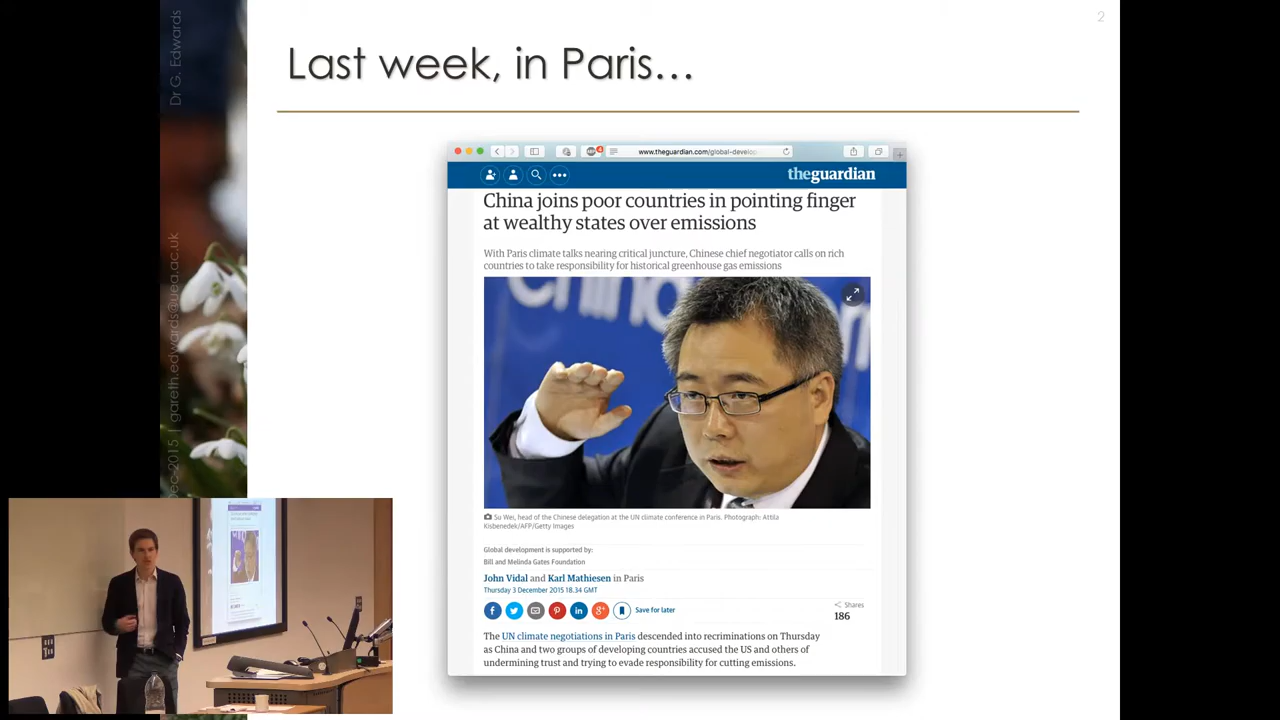 2
Last week, in Paris…
Dr G. Edwards
gareth.edwards@uea.ac.uk
-Dec-2015 |
www.theguardian.com/global-develo
4
theguardian
China joins poor countries in pointing finger
at wealthy states over emissions
With Paris climate talks nearing critical juncture, Chinese chief negotiator calls on rich
countries to take responsibility for historical greenhouse gas emissions
Su Wei, head of the Chinese delegation at the UN climate conference in Paris. Photograph: Attila
Kisbenedek/AFP/Getty Images
Global development is supported by:
Bill and Melinda Gates Foundation
John Vidal and Karl Mathiesen in Paris
Thursday 3 December 2015 18.34 GMT
Save for later
Shares
186
The UN climate negotiations in Paris descended into recriminations on Thursday
as China and two groups of developing countries accused the US and others of
undermining trust and trying to evade responsibility for cutting emissions.